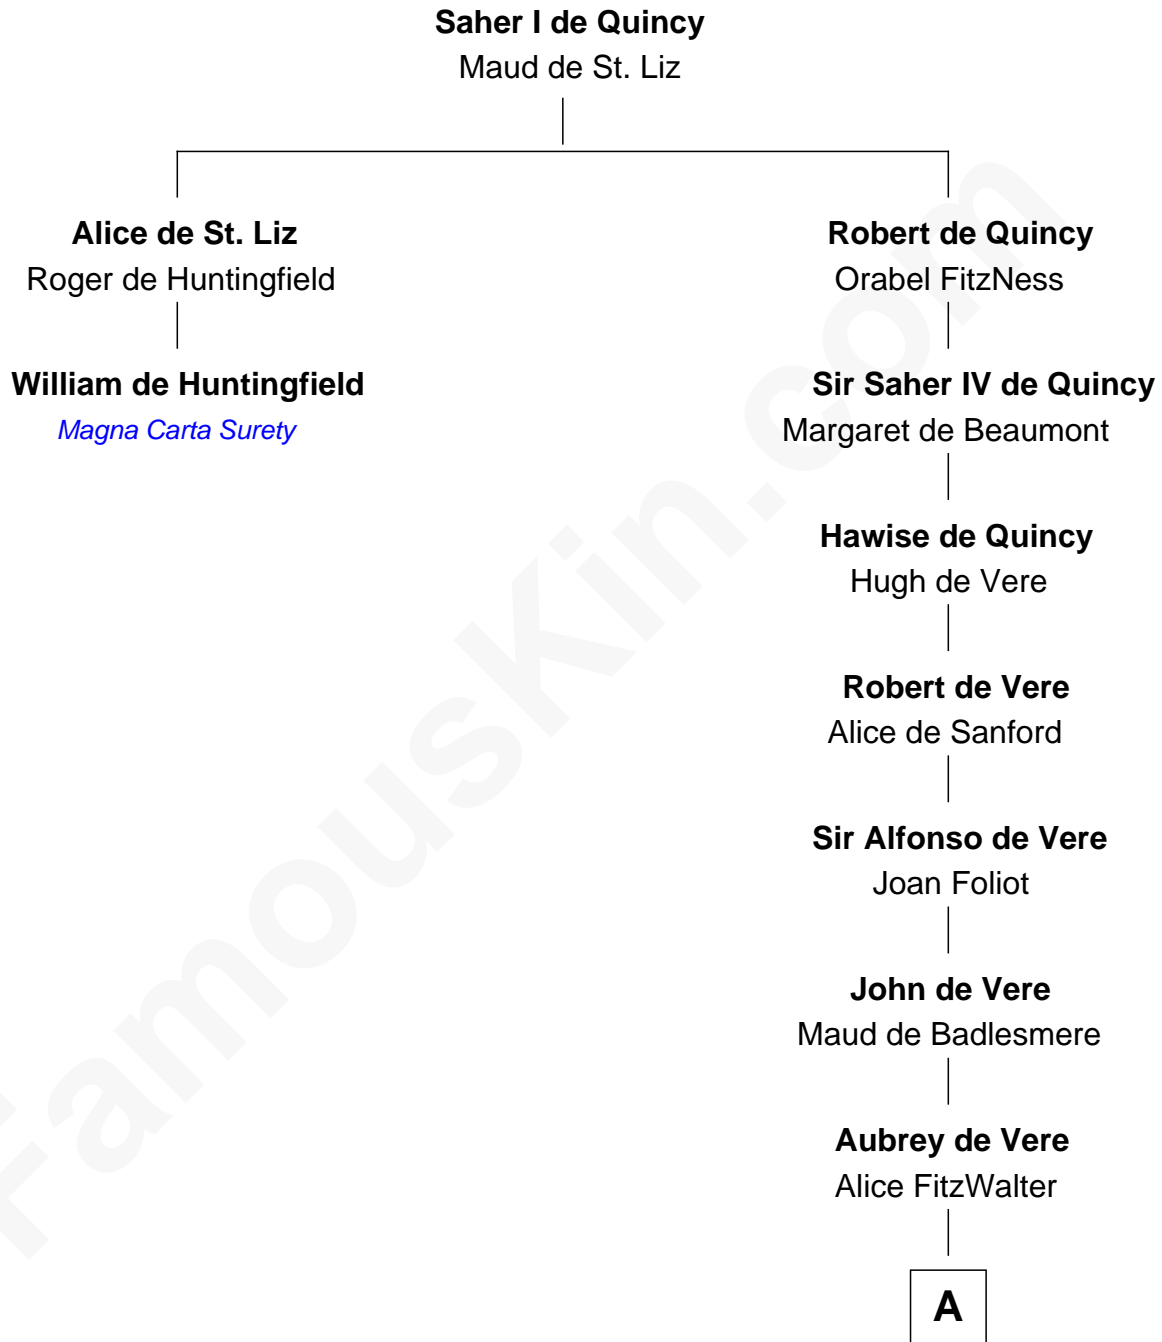 Saher I de Quincy
Maud de St. Liz
Alice de St. Liz
Roger de Huntingfield
Robert de Quincy
Orabel FitzNess
William de Huntingfield
Magna Carta Surety
Sir Saher IV de Quincy
Margaret de Beaumont
Hawise de Quincy
Hugh de Vere
Robert de Vere
Alice de Sanford
Sir Alfonso de Vere
Joan Foliot
John de Vere
Maud de Badlesmere
Aubrey de Vere
Alice FitzWalter
A
FamousKin.com